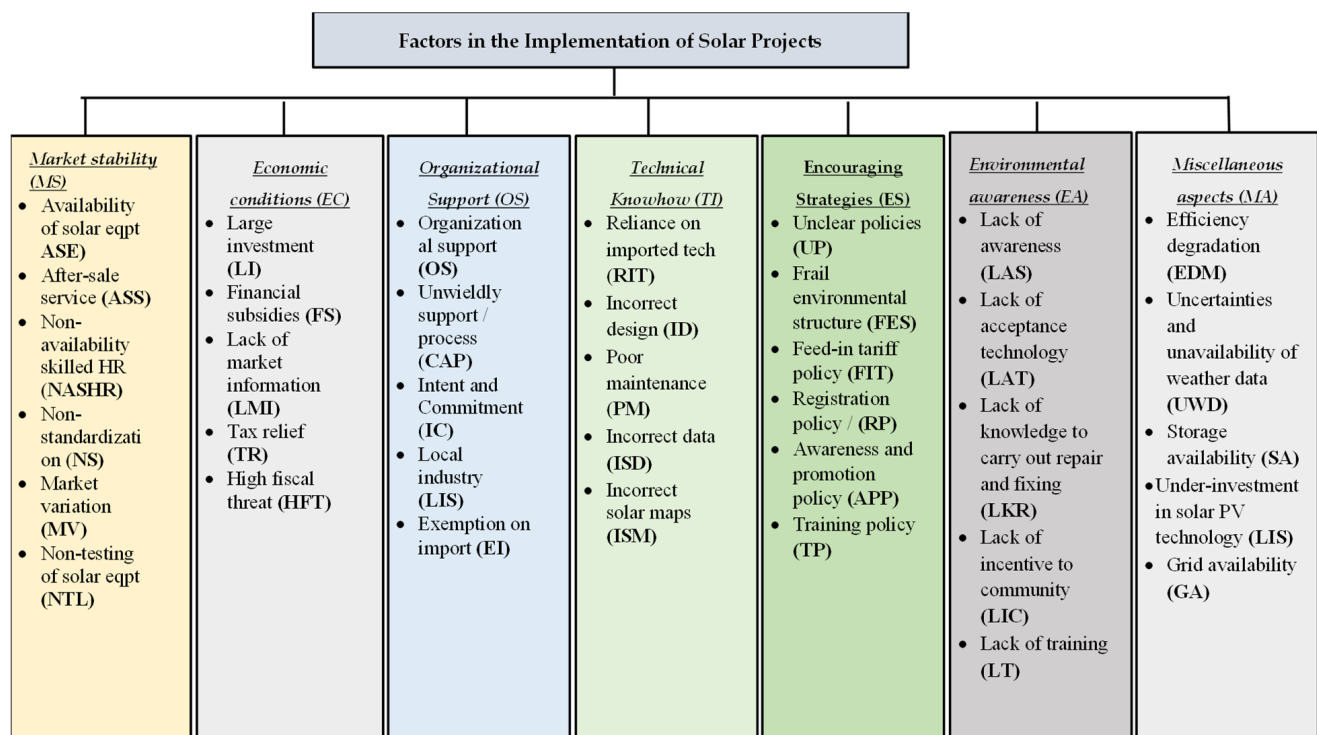 Factors in the Implementation of Solar Projects
Market stability
(MS)
• Availability
of solar eqpt
ASE)
• After-sale
service (ASS)
• Non-
availability
skilled HR
(NASHR)
• Non-
standardizati
on (NS)
• Market
variation
(MV)
• Non-testing
of solar eqpt
(NTL)
Economic
conditions (EC)
• Large
investment
(LI)
• Financial
subsidies (FS)
• Lack of
market
information
(LMI)
• Tax relief
(TR)
• High fiscal
threat (HFT)
Organizational
Support (OS)
• Organization
al support
(OS)
• Unwieldly
support /
process
(CAP)
• Intent and
Commitment
(IC)
• Local
industry
(LIS)
• Exemption on
import (EI)
Technical
Knowhow (TI)
• Reliance on
imported tech
(RIT)
• Incorrect
design (ID)
• Poor
maintenance
(PM)
• Incorrect data
(ISD)
• Incorrect
solar maps
(ISM)
Encouraging
Strategies (ES)
• Unclear policies
(UP)
• Frail
environmental
structure (FES)
• Feed-in tariff
policy (FIT)
• Registration
policy / (RP)
• Awareness and
promotion
policy (APP)
• Training policy
(TP)
Environmental
awareness (EA)
• Lack of
awareness
(LAS)
• Lack of
acceptance
technology
(LAT)
• Lack of
knowledge to
carry out repair
and fixing
(LKR)
• Lack of
incentive to
community
(LIC)
• Lack of training
(LT)
Miscellaneous
aspects (MA)
• Efficiency
degradation
(EDM)
• Uncertainties
and
unavailability of
weather data
(UWD)
• Storage
availability (SA)
• Under-investment
in solar PV
technology (LIS)
• Grid availability
(GA)